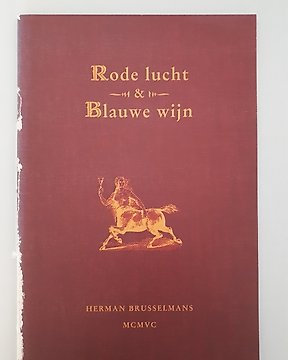 Rode lucht
&
Blauwe wijn
HERMAN BRUSSELMANS
MCMVC